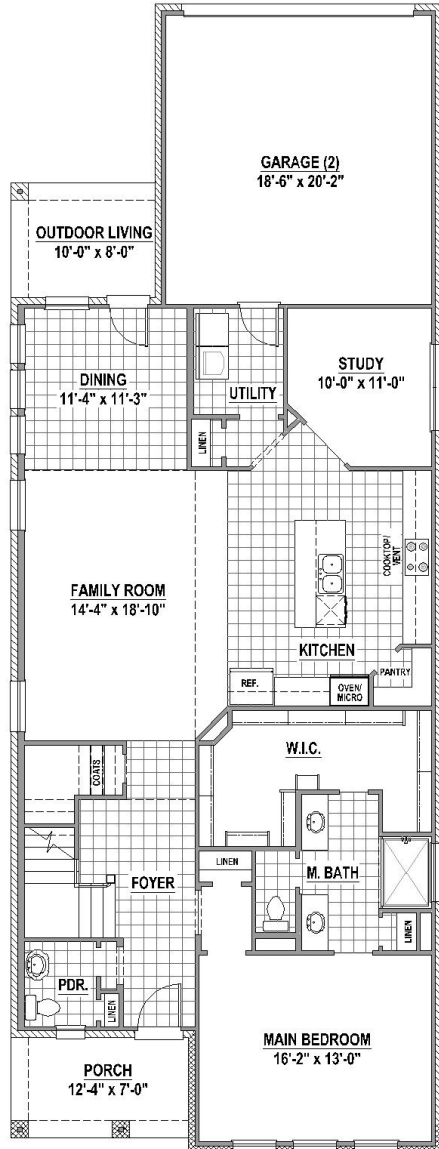 GARAGE (2)
18'-6" x 20'-2"
OUTDOOR LIVING
10'-0" x 8'-0"
DINING
11'-4" x 11'-3"
UTILITY
STUDY
10'-0" x 11'-0"
LINEN
COOKTOP/
VENT
FAMILY ROOM
14'-4" x 18'-10"
KITCHEN
PANTRY
REF.
OVEN/
MICRO
W.I.C.
COATS
LINEN
M. BATH
FOYER
LINEN
PDR.
LINEN
MAIN BEDROOM
16'-2" x 13'-0"
PORCH
12'-4" x 7'-0"